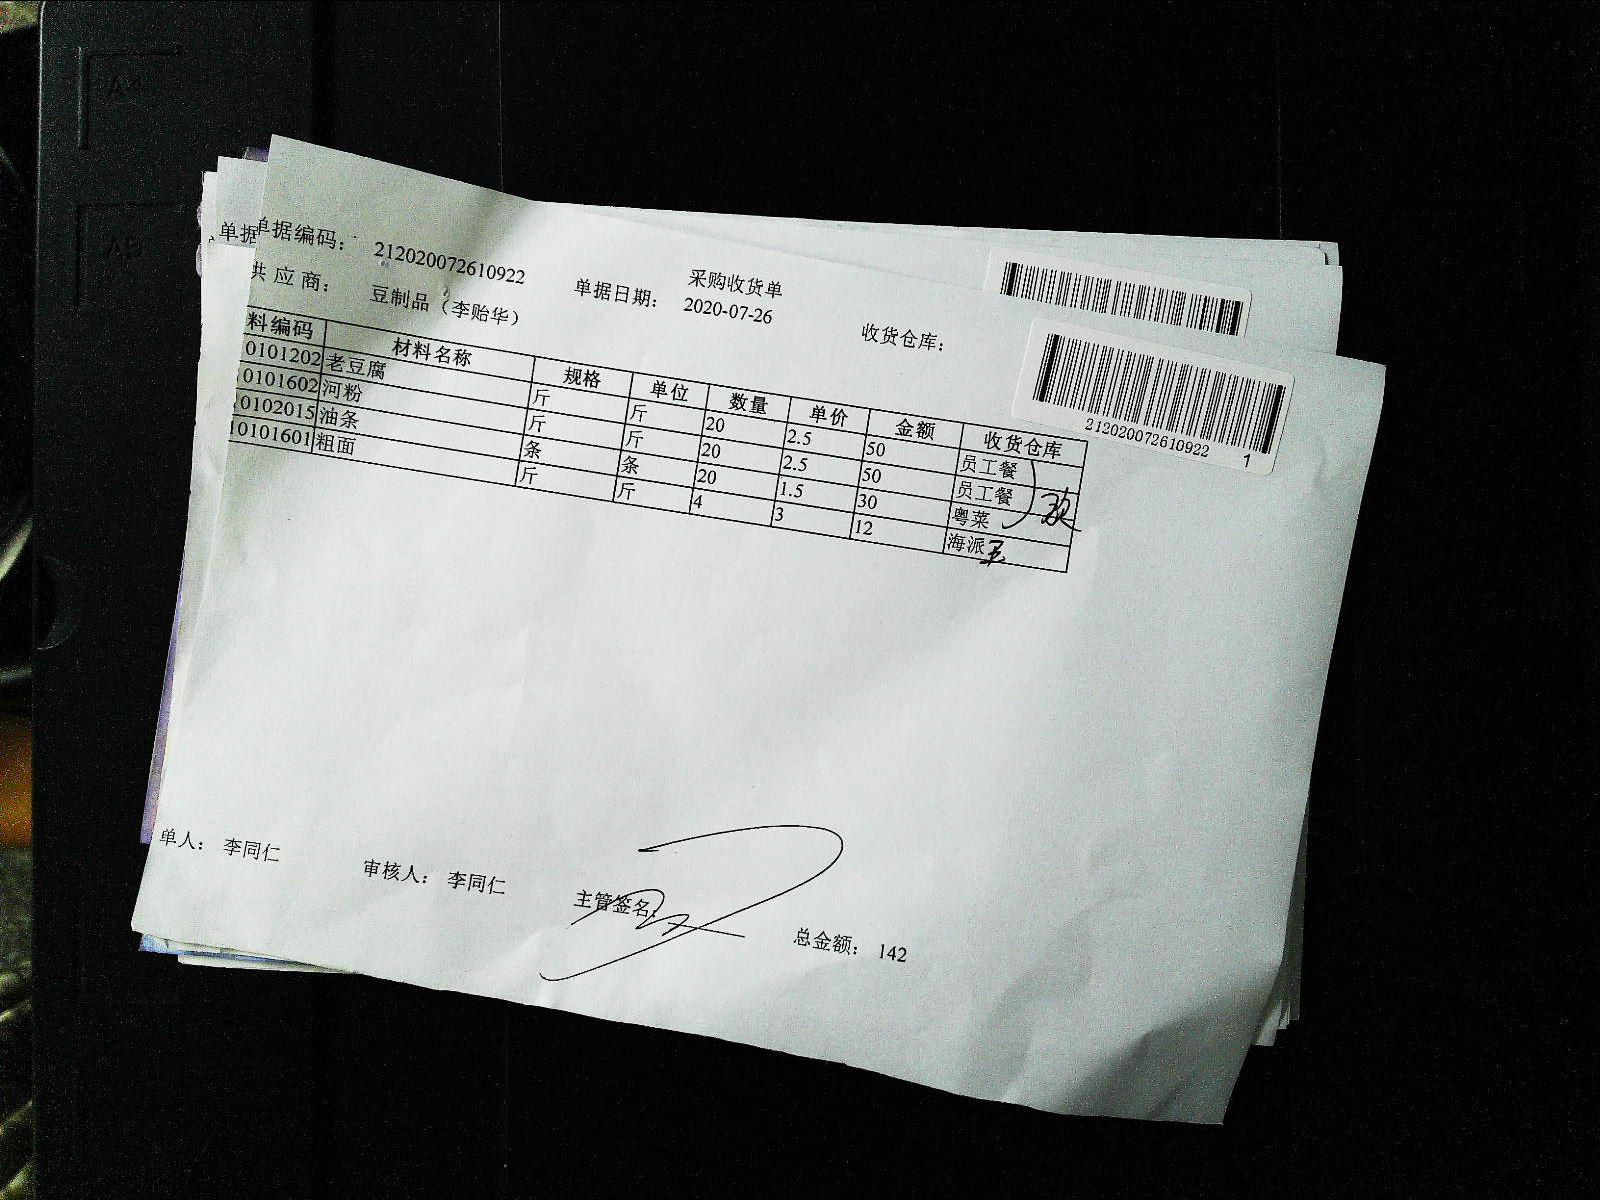 A4
A5
单据
单据编码： 212020072610922 单据日期： 2020-07-26
采购收货单
供 应 商： 豆制品（李贻华） 收货仓库：
212020072610922 1
料编码 材料名称 规格 单位 数量 单价 金额 收货仓库
0101202 老豆腐 斤 斤 20 2.5 50 员工餐
0101602 河粉 斤 斤 20 2.5 50 员工餐
0102015 油条 条 条 20 1.5 30 粤菜
10101601 粗面 斤 斤 4 3 12 海派
单人： 李同仁 审核人： 李同仁 主管签名： 总金额： 142